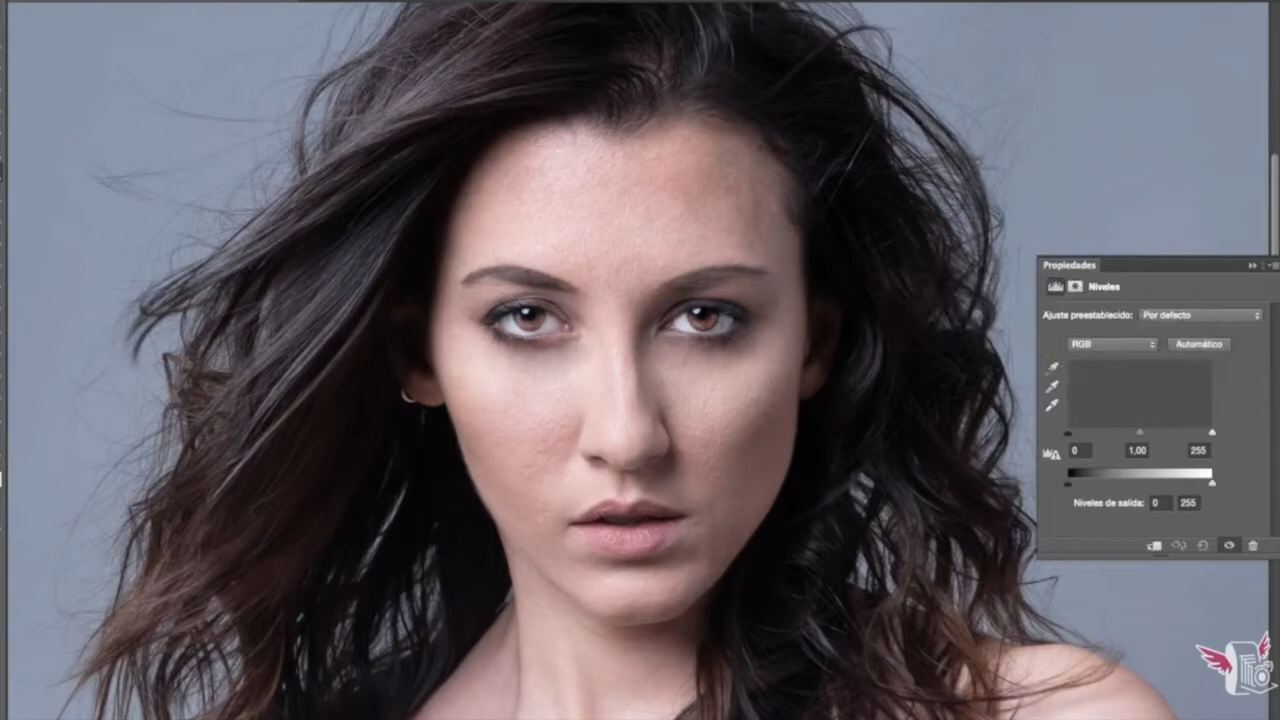 Propiedades
Niveles
Ajuste preestablecido: Por defecto
RGB Automático
0 1,00 255
Niveles de salida: 0 255